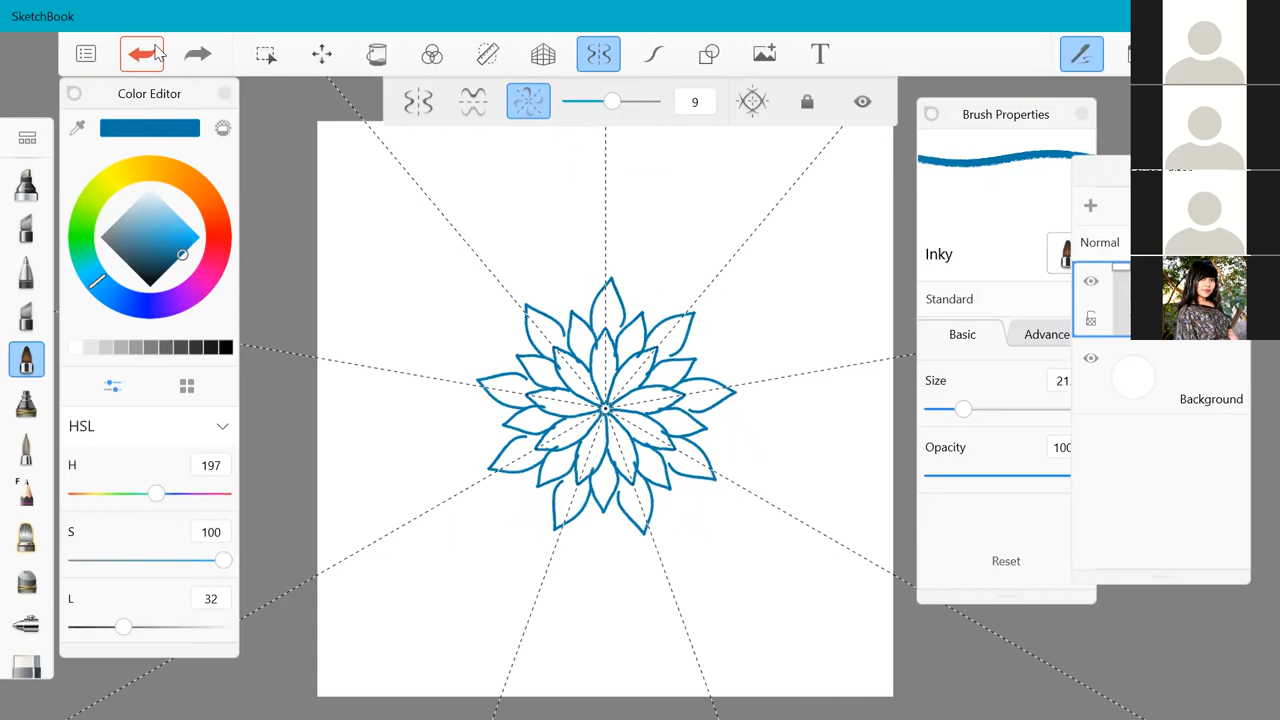 SketchBook
T
9
Color Editor
Brush Properties
Inky
Normal
Standard
Basic
Advance
Size
21.
Background
Opacity
100
Reset
HSL
H
197
S
100
L
32
F